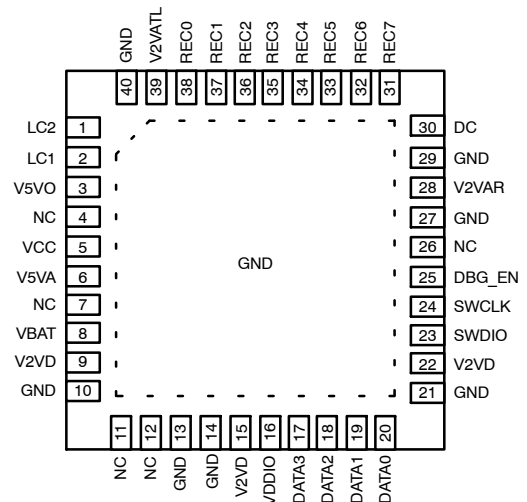 GND
V2VATL
REC0
REC1
REC2
REC3
REC4
REC5
REC6
REC7
40
39
38
37
36
35
34
33
32
31
LC2 1
LC1 2
V5VO 3
NC 4
VCC 5
V5VA 6
NC 7
VBAT 8
V2VD 9
GND 10
GND
30 DC
29 GND
28 V2VAR
27 GND
26 NC
25 DBG_EN
24 SWCLK
23 SWDIO
22 V2VD
21 GND
11
12
13
14
15
16
17
18
19
20
NC
NC
GND
GND
V2VD
VDDIO
DATA3
DATA2
DATA1
DATA0